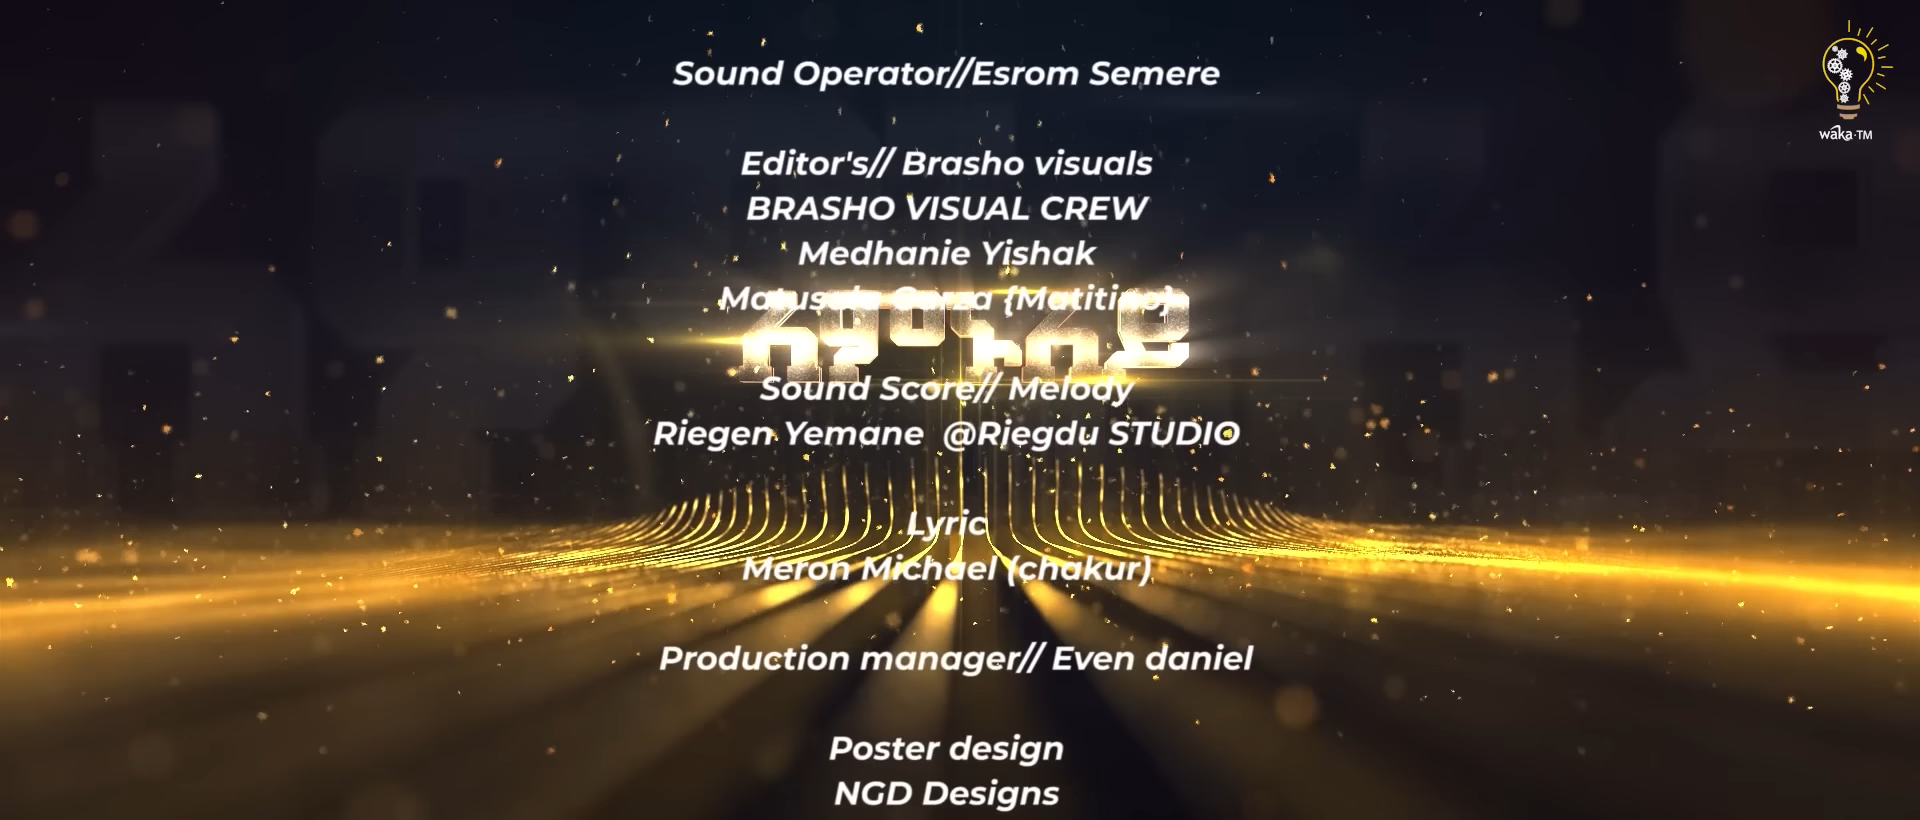 Sound Operator//Esrom Semere
Editor's// Brasho visuals
BRASHO VISUAL CREW
Medhanie Yishak
{Matitino}
Sound Score// Melody
Riegen Yemane @Riegdu STUDIO
Lyric
Meron Michael (chakur)
Production manager// Even daniel
Poster design
NGD Designs
waka·TM